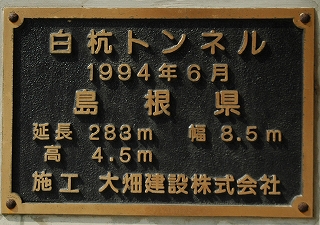 白杭トンネル
1994年6月
島根県
延長 283m 幅 8.5m
高 4.5m
施工 大畑建設株式会社